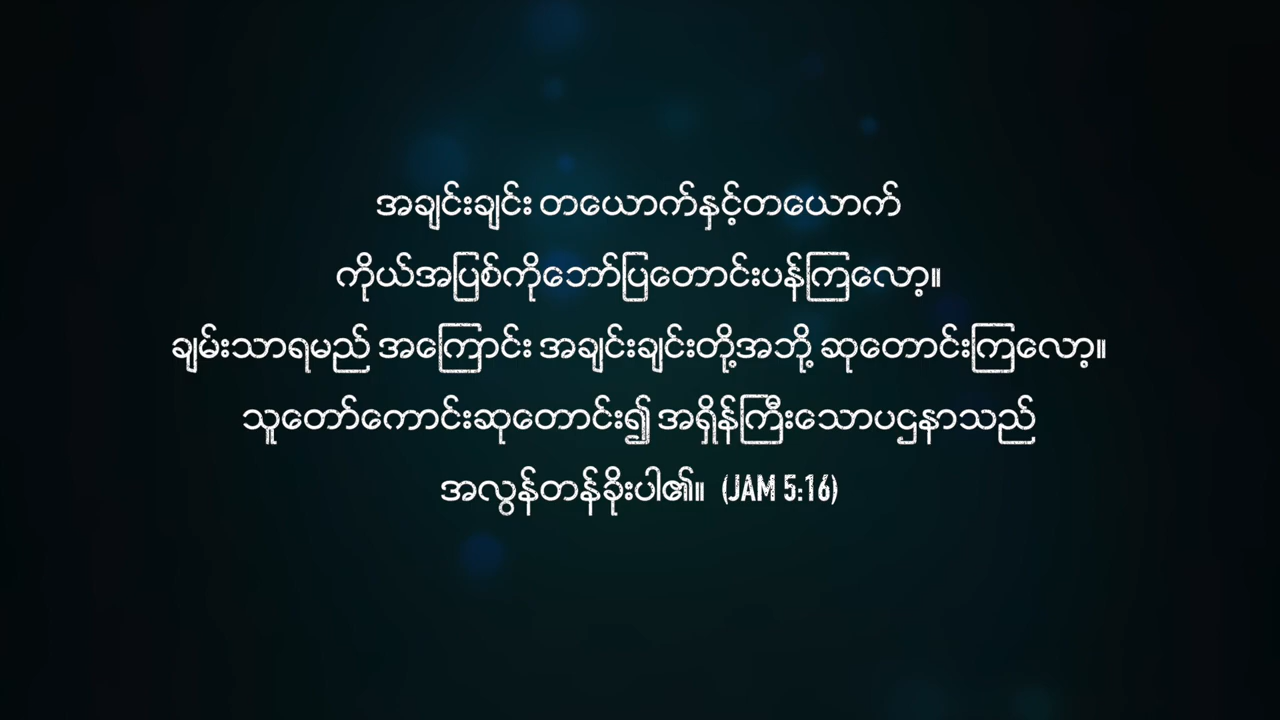 အချင်းချင်း တယောက်နှင့်တယောက်
ကိုယ်အပြစ်ကိုဘော်ပြတောင်းပန်ကြလော့။
ချမ်းသာရမည် အကြောင်း အချင်းချင်းတို့အဘို့ ဆုတောင်းကြလော့။
သူတော်ကောင်းဆုတောင်း၍ အရှိန်ကြီးသောပဌနာသည်
အလွန်တန်ခိုးပါ၏။ (JAM 5:16)